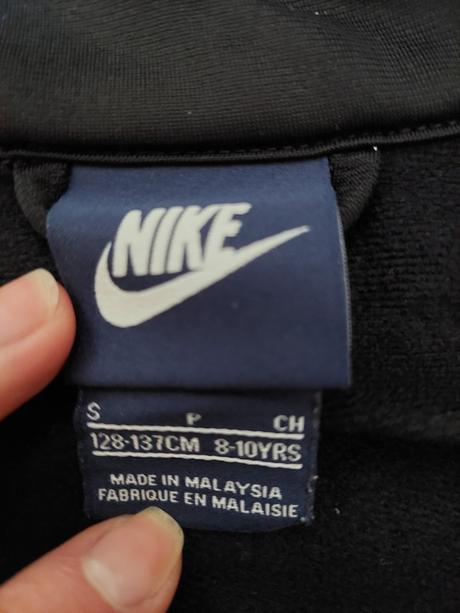 NIKE
S P CH
128-137CM 8-10YRS
MADE IN MALAYSIA
FABRIQUE EN MALAISIE